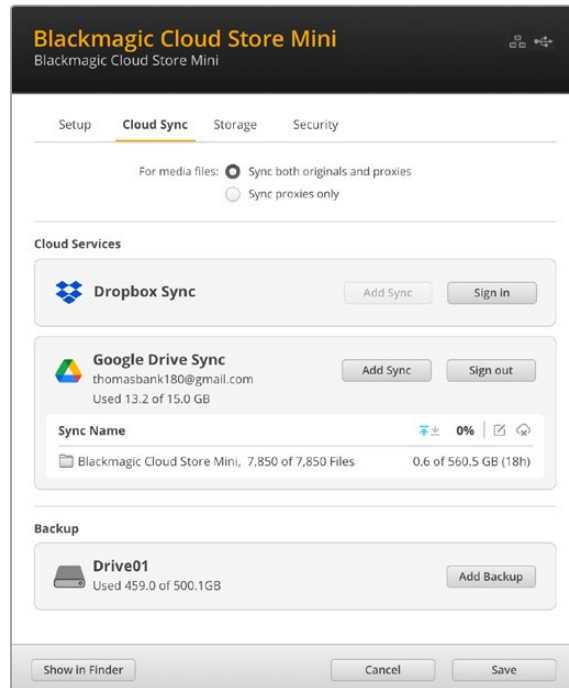 Blackmagic Cloud Store Mini
Blackmagic Cloud Store Mini
Setup Cloud Sync Storage Security
For media files: Sync both originals and proxies
Sync proxies only
Cloud Services
Dropbox Sync Add Sync Sign in
Google Drive Sync
thomasbank180@gmail.com
Used 13.2 of 15.0 GB
Add Sync Sign out
Sync Name 0%
Blackmagic Cloud Store Mini, 7,850 of 7,850 Files 0.6 of 560.5 GB (18h)
Backup
Drive01
Used 459.0 of 500.1GB
Add Backup
Show in Finder Cancel Save